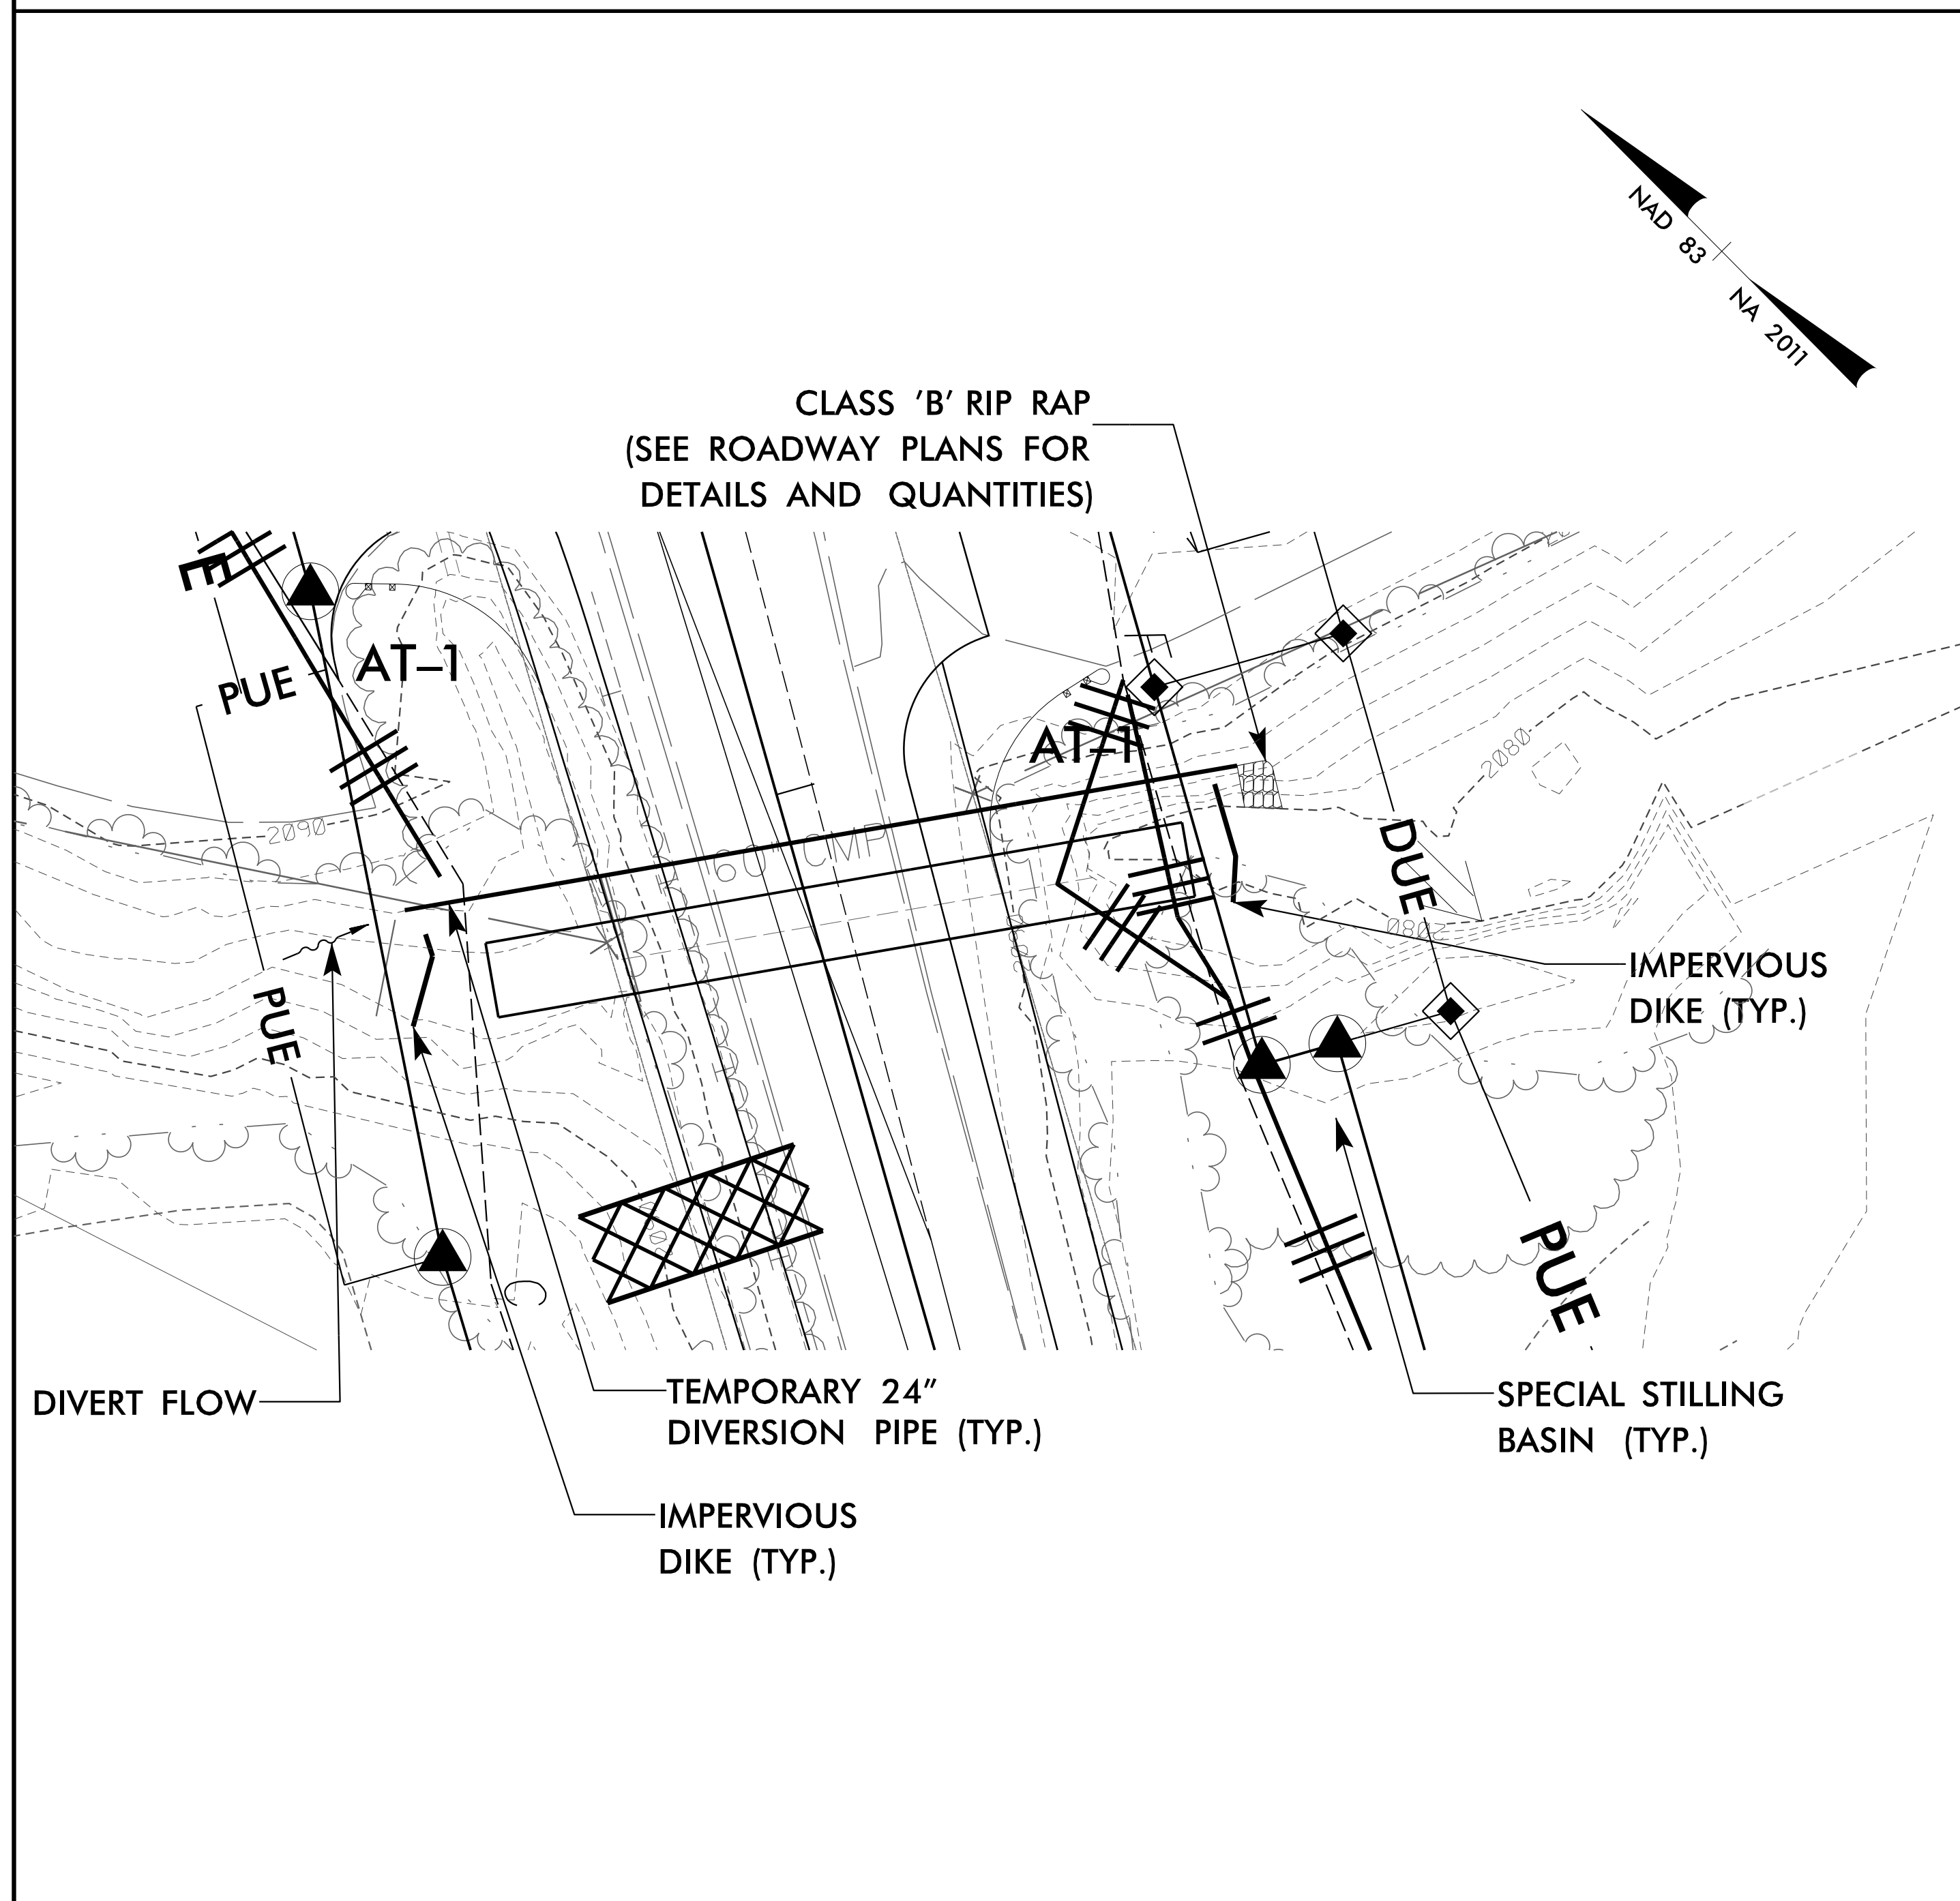 NAD 83
NA 2011
CLASS 'B' RIP RAP
(SEE ROADWAY PLANS FOR
DETAILS AND QUANTITIES)
E
AT–1
PUE
AT–1
2080
2090
60" CMP
DUE
2080
IMPERVIOUS
DIKE (TYP.)
PUE
C
PUE
DIVERT FLOW
TEMPORARY 24"
DIVERSION PIPE (TYP.)
SPECIAL STILLING
BASIN (TYP.)
IMPERVIOUS
DIKE (TYP.)